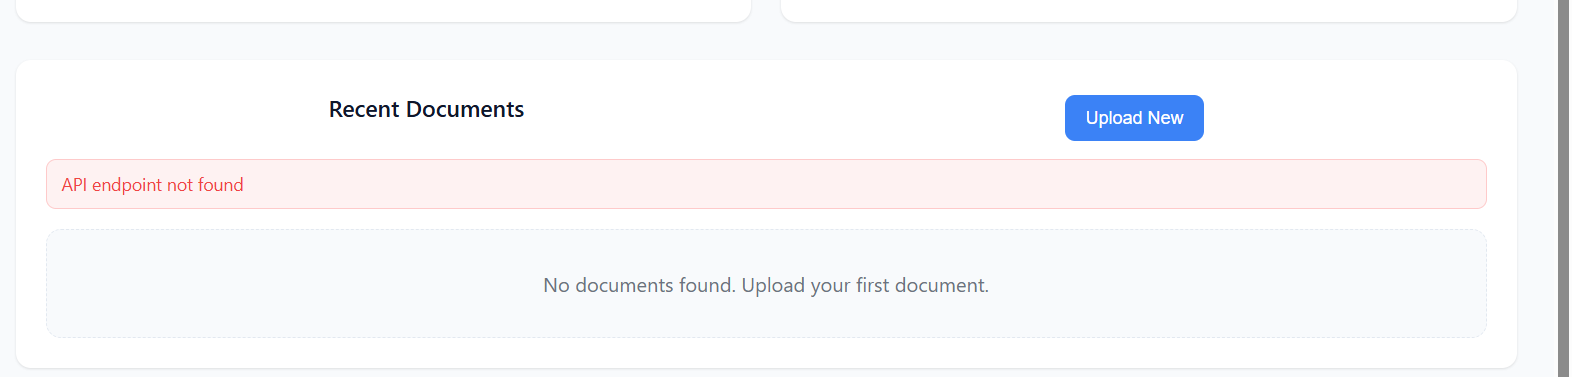 Recent Documents
Upload New
API endpoint not found
No documents found. Upload your first document.